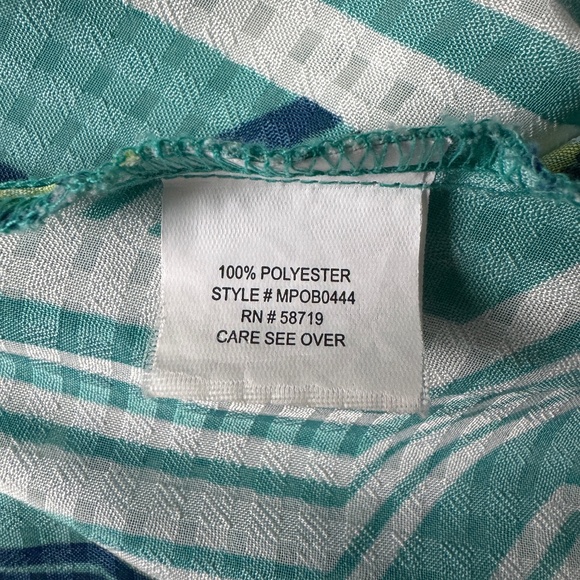 100% POLYESTER
STYLE # MPOB0444
RN # 58719
CARE SEE OVER